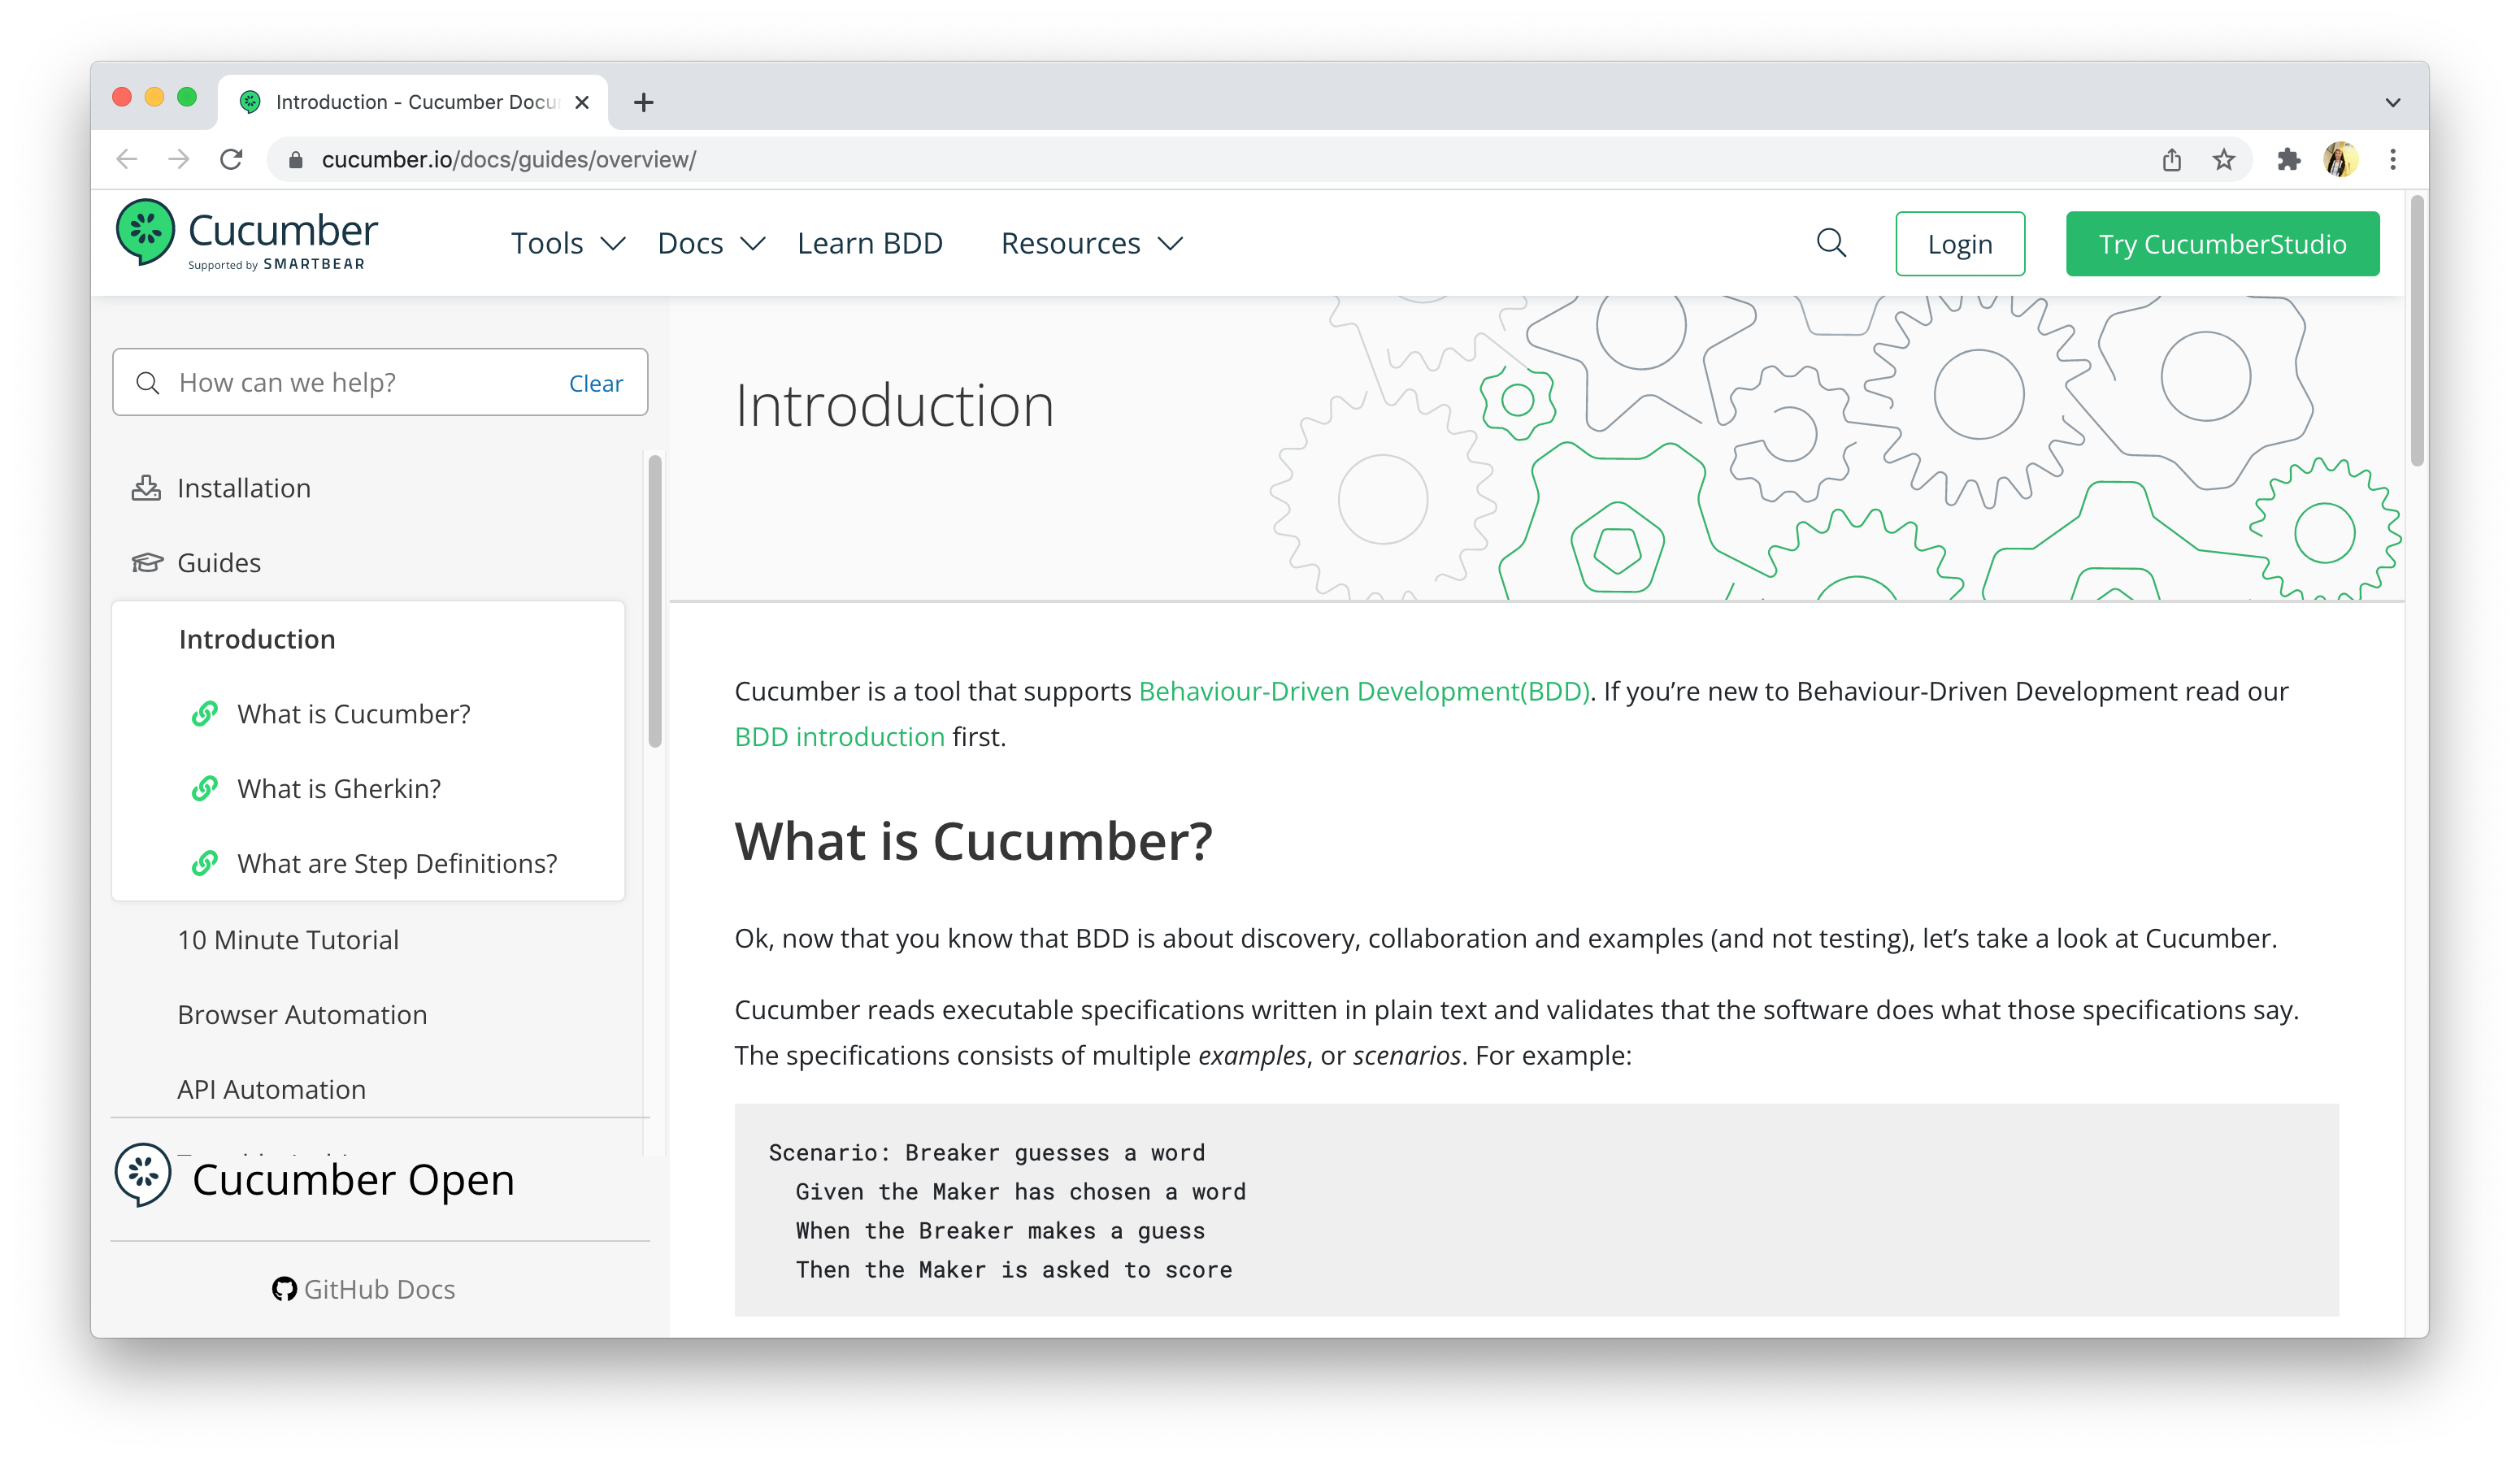 Introduction - Cucumber Docu
cucumber.io/docs/guides/overview/
Cucumber
Supported by SMARTBEAR
Tools
Docs
Learn BDD
Resources
Login
Try CucumberStudio
How can we help?
Clear
Installation
Guides
Introduction
What is Cucumber?
What is Gherkin?
What are Step Definitions?
10 Minute Tutorial
Browser Automation
API Automation
Cucumber Open
GitHub Docs
Introduction
Cucumber is a tool that supports Behaviour-Driven Development(BDD). If you’re new to Behaviour-Driven Development read our
BDD introduction first.
What is Cucumber?
Ok, now that you know that BDD is about discovery, collaboration and examples (and not testing), let’s take a look at Cucumber.
Cucumber reads executable specifications written in plain text and validates that the software does what those specifications say.
The specifications consists of multiple examples, or scenarios. For example:
Scenario: Breaker guesses a word
Given the Maker has chosen a word
When the Breaker makes a guess
Then the Maker is asked to score